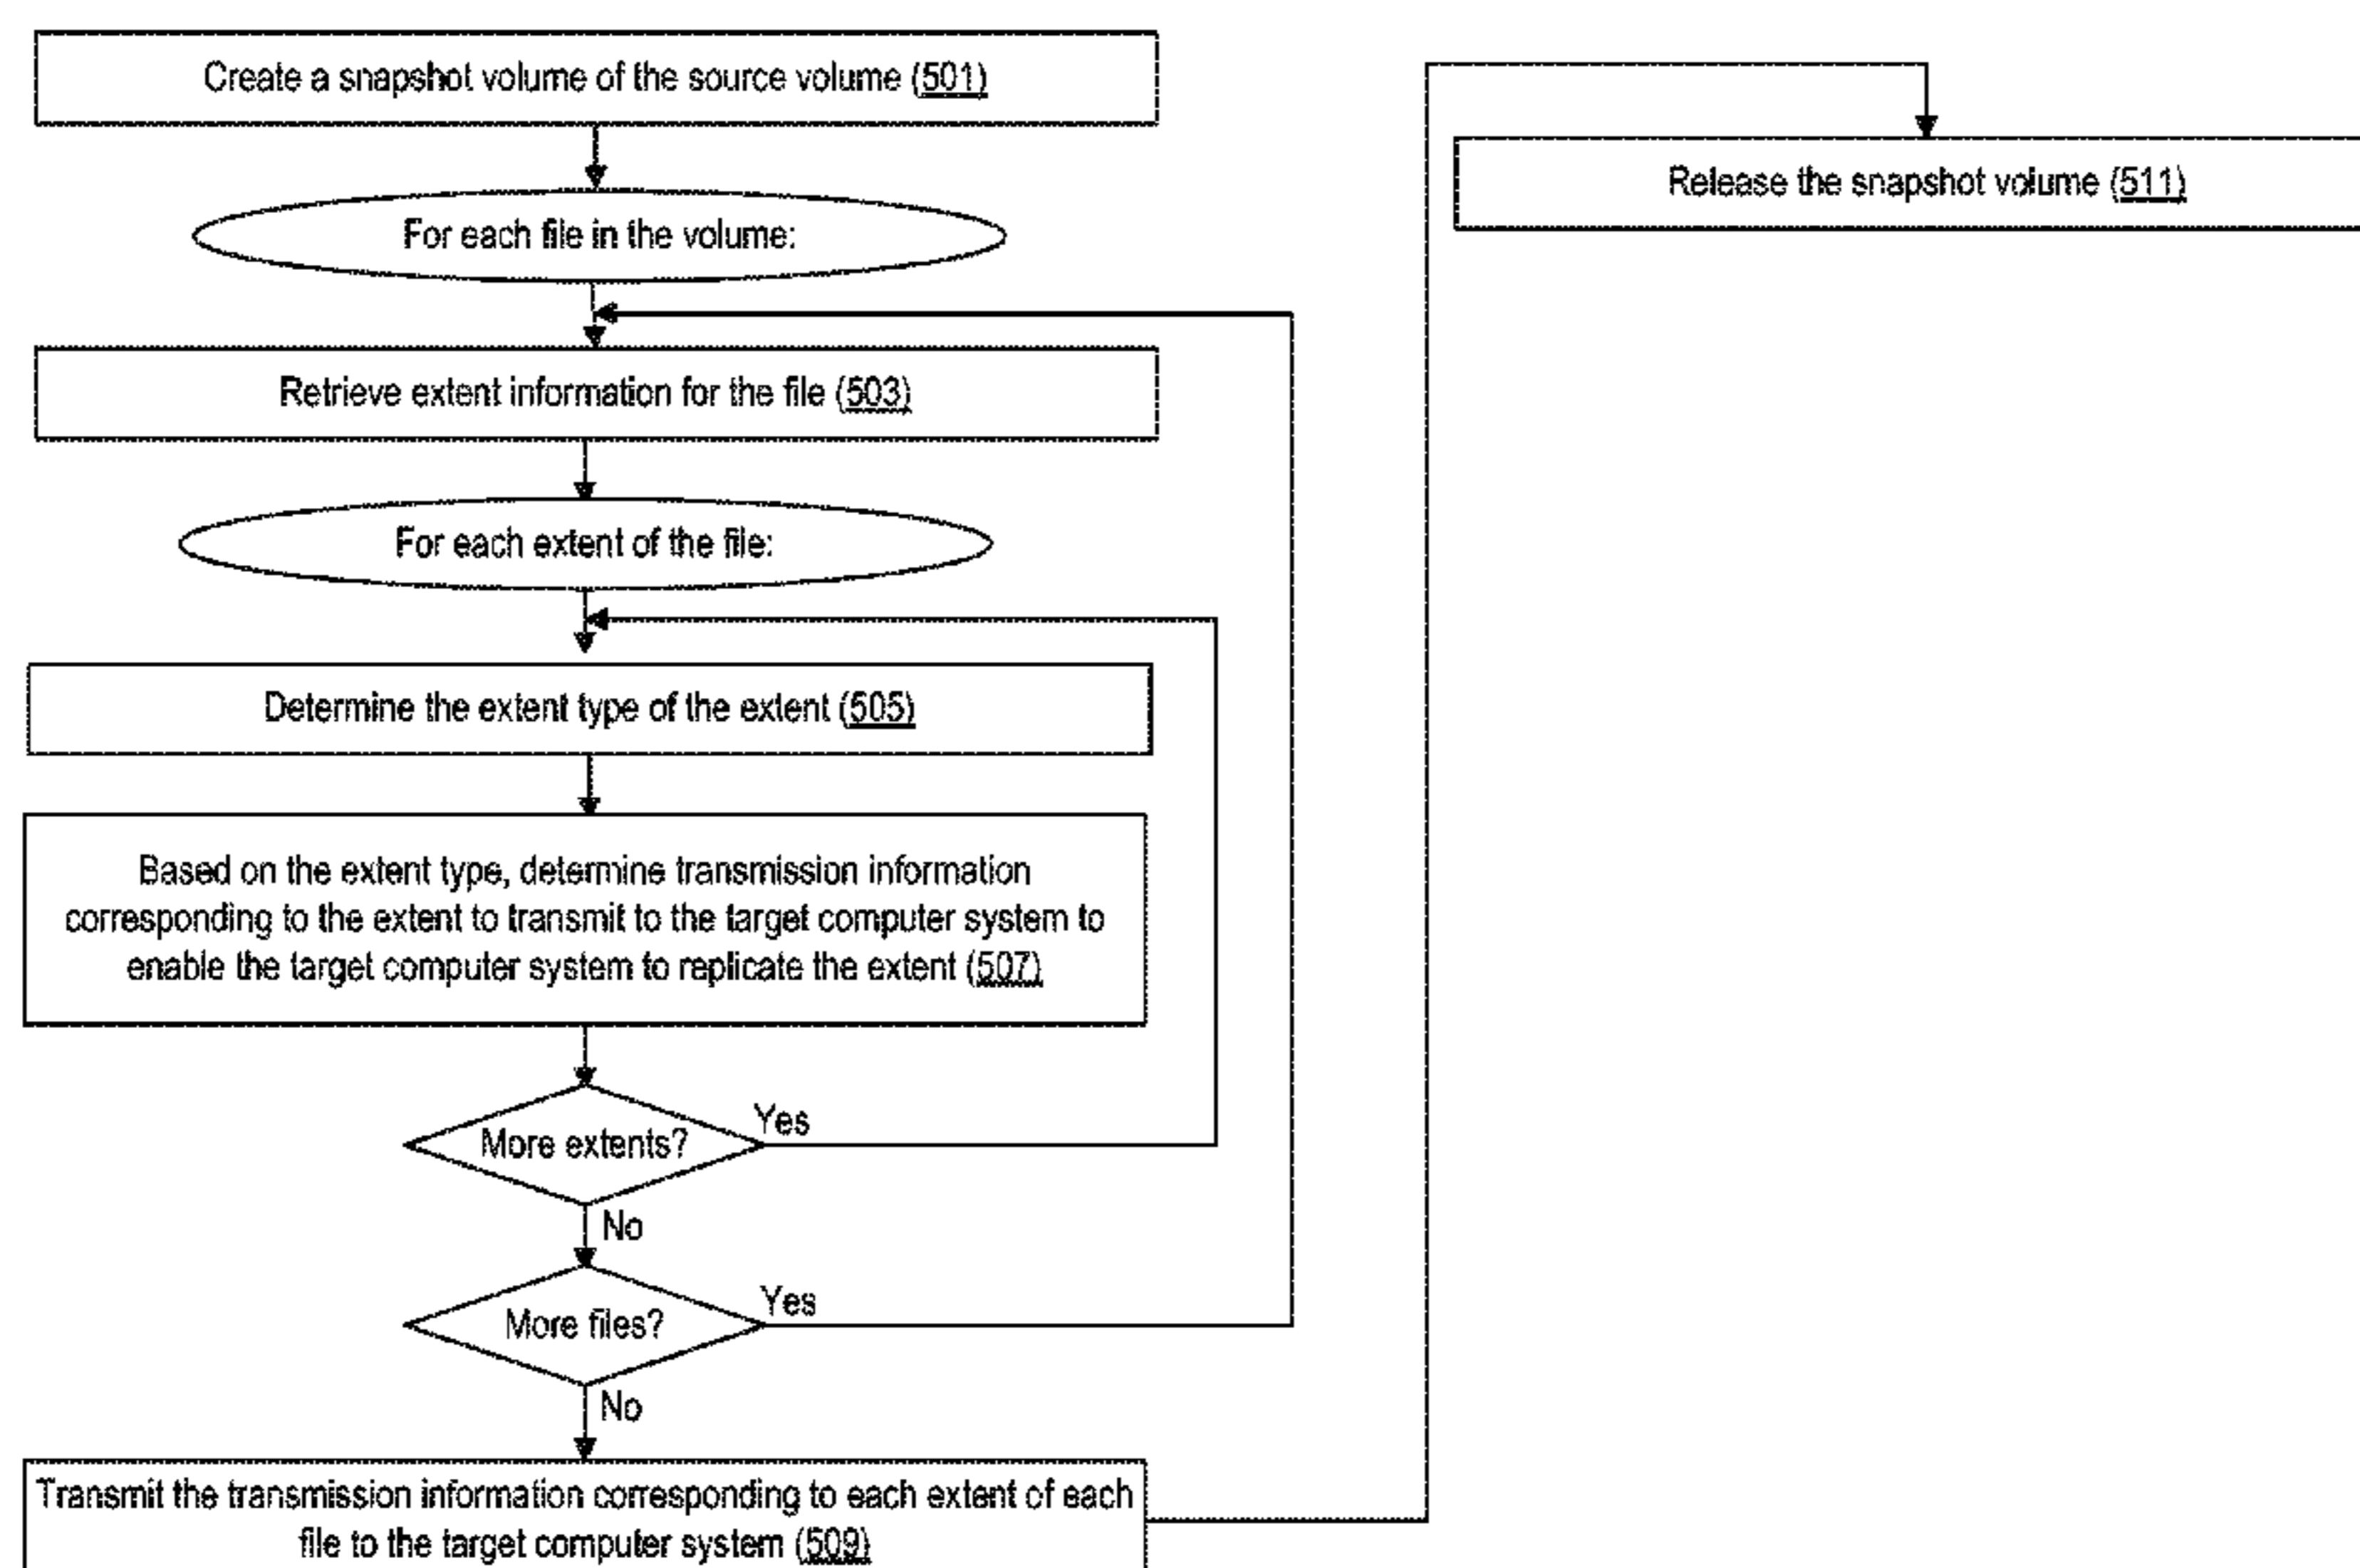 Create a snapshot volume of the source volume (501)
For each file in the volume:
Retrieve extent information for the file (503)
For each extent of the file:
Determine the extent type of the extent (505)
Based on the extent type, determine transmission information
corresponding to the extent to transmit to the target computer system to
enable the target computer system to replicate the extent (507)
More extents?
Yes
No
More files?
Yes
No
Transmit the transmission information corresponding to each extent of each
file to the target computer system (509)
Release the snapshot volume (511)